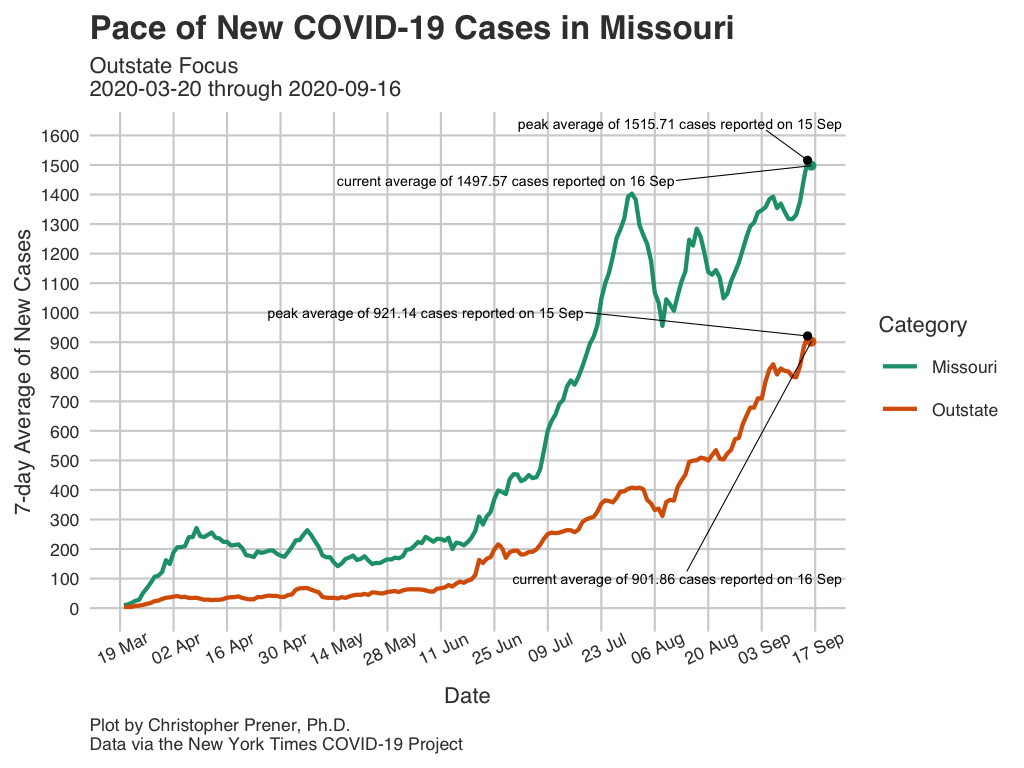 Pace of New COVID-19 Cases in Missouri
Outstate Focus
2020-03-20 through 2020-09-16
peak average of 1515.71 cases reported on 15 Sep
current average of 1497.57 cases reported on 16 Sep
peak average of 921.14 cases reported on 15 Sep
current average of 901.86 cases reported on 16 Sep
7-day Average of New Cases
1600
1500
1400
1300
1200
1100
1000
900
800
700
600
500
400
300
200
100
0
19 Mar
02 Apr
16 Apr
30 Apr
14 May
28 May
11 Jun
25 Jun
09 Jul
23 Jul
06 Aug
20 Aug
03 Sep
17 Sep
Date
Category
Missouri
Outstate
Plot by Christopher Prener, Ph.D.
Data via the New York Times COVID-19 Project